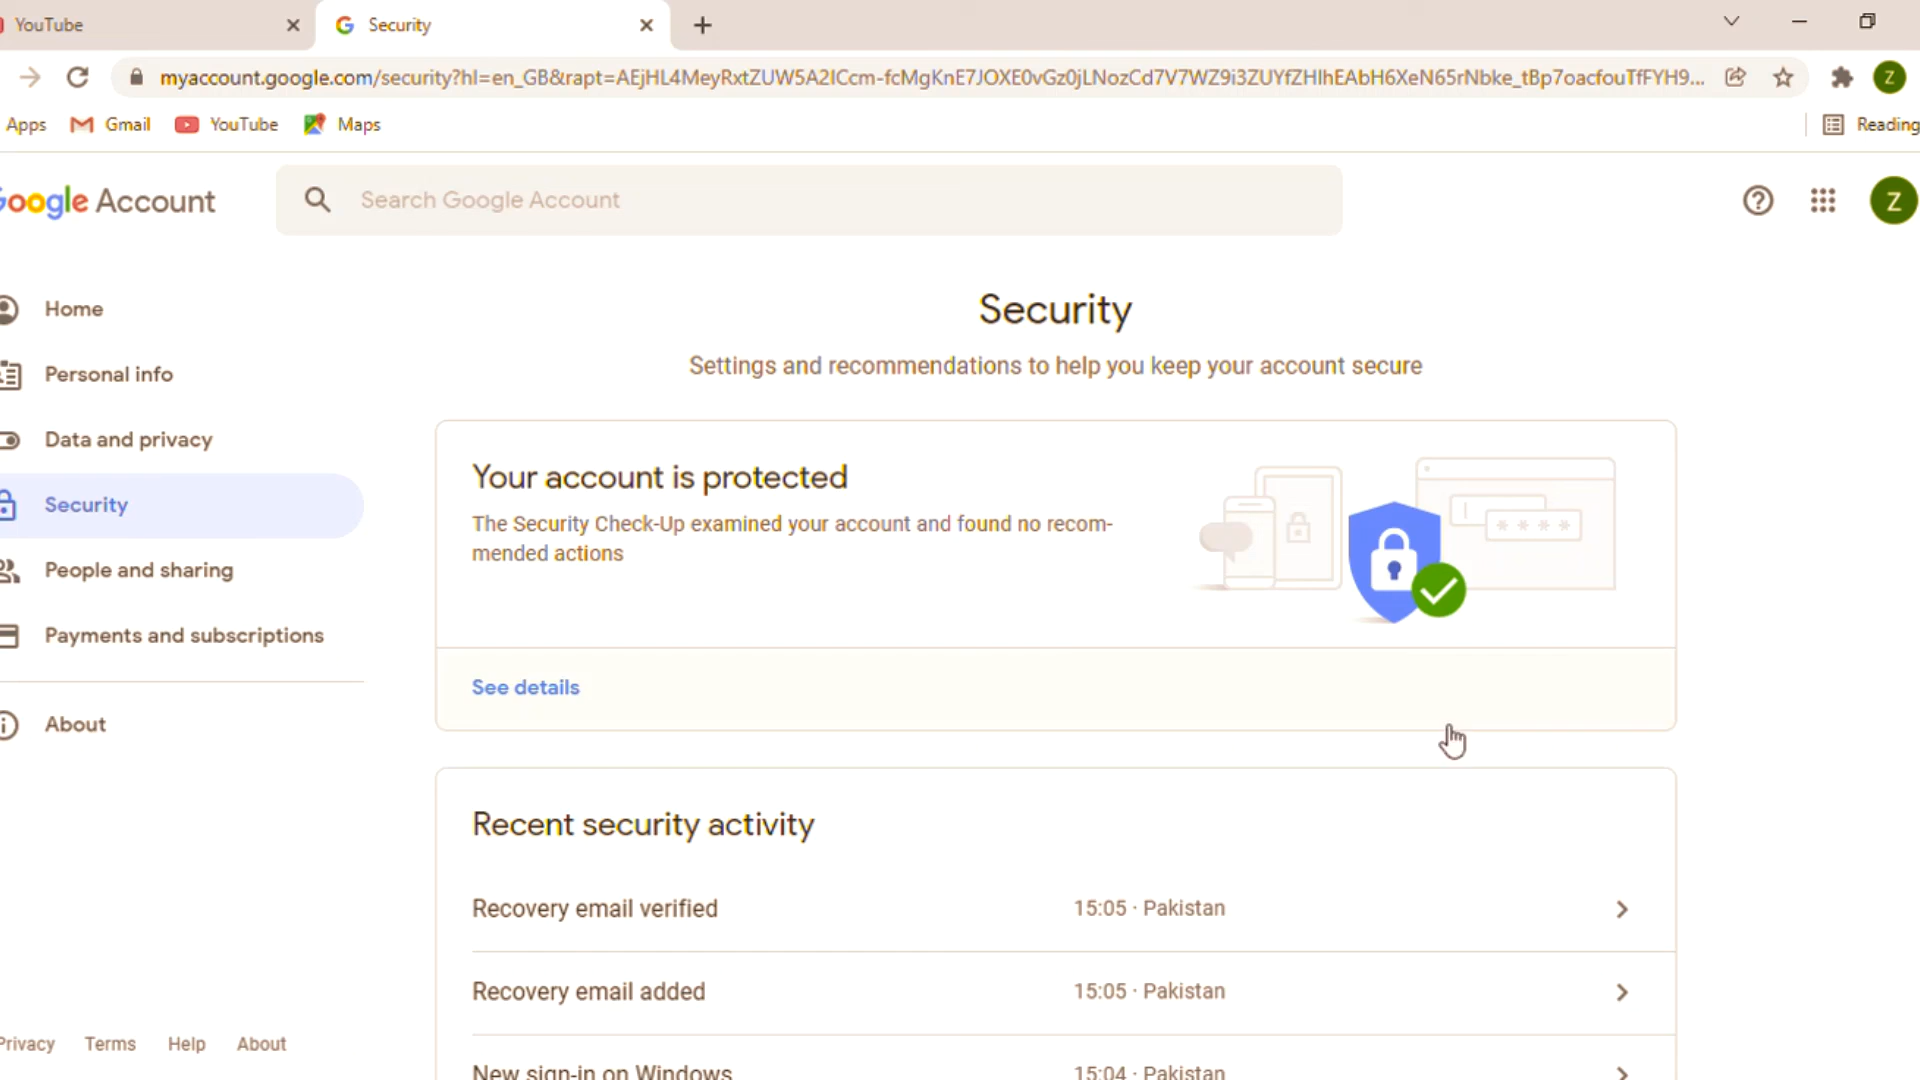 YouTube
Security
myaccount.google.com/security?hl=en_GB&rapt=AEjHL4MeyRxtZUW5A2ICcm-fcMgKnE7JOXE0vGz0jLNozCd7V7WZ9i3ZUYfZHIhEAbH6XeN65rNbke_tBp7oacfouTfFYH9...
Z
Apps
Gmail
YouTube
Maps
Reading
Google Account
Search Google Account
Z
Home
Personal info
Data and privacy
Security
People and sharing
Payments and subscriptions
About
Security
Settings and recommendations to help you keep your account secure
Your account is protected
The Security Check-Up examined your account and found no recom-
mended actions
* * * *
See details
Recent security activity
Recovery email verified 15:05 · Pakistan
Recovery email added 15:05 · Pakistan
New sign-in on Windows 15:04 · Pakistan
Privacy Terms Help About